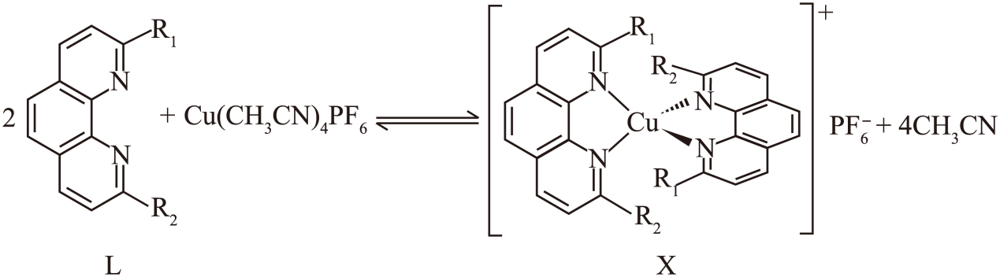 2 R₁ N N R₂ + Cu(CH₃CN)₄PF₆ ⇌ [R₁ N N R₂ Cu R₂ N N R₁]⁺ PF₆⁻ + 4CH₃CN
L X